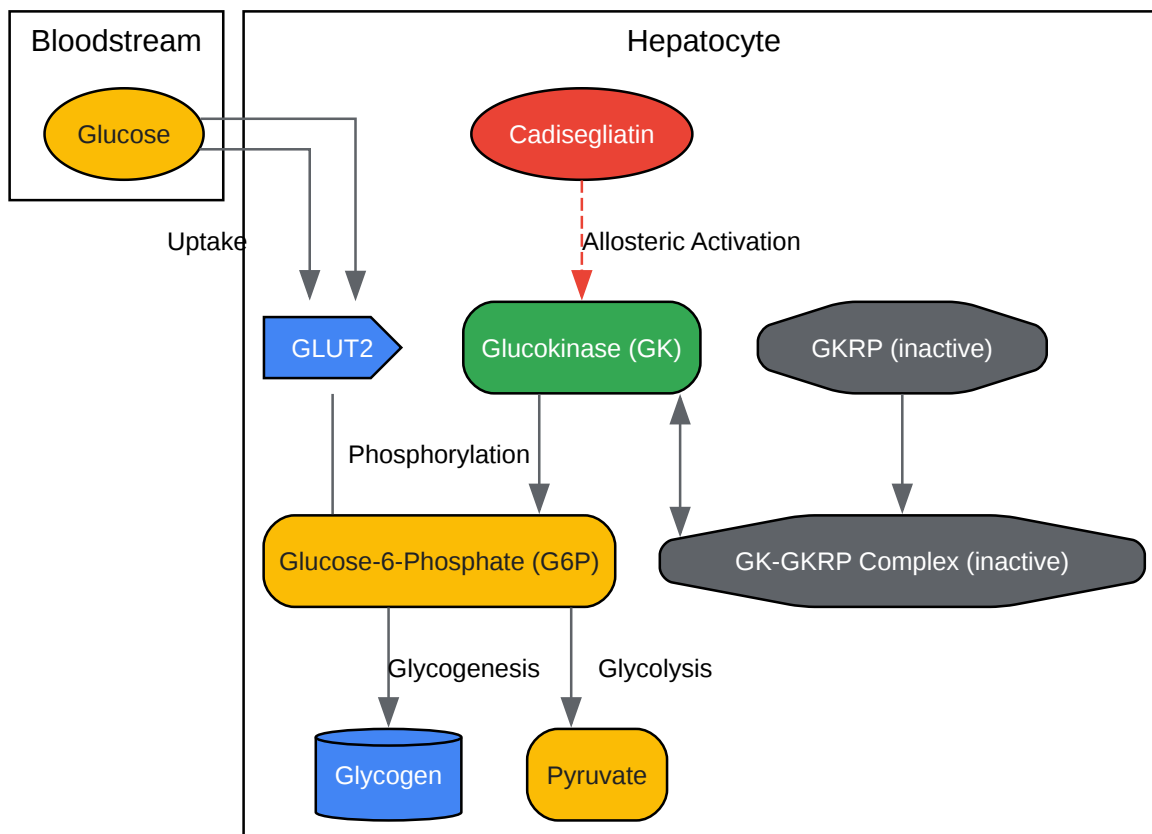 Bloodstream
Hepatocyte
Glucose
Cadisegliatin
Uptake
Allosteric Activation
GLUT2
Glucokinase (GK)
GKRP (inactive)
Phosphorylation
Glucose-6-Phosphate (G6P)
GK-GKRP Complex (inactive)
Glycogenesis
Glycolysis
Glycogen
Pyruvate